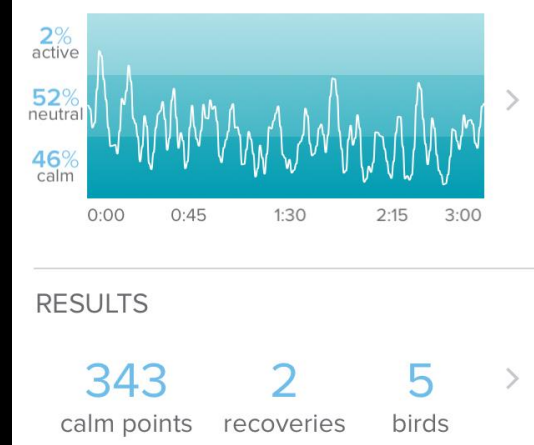 2%
active
52%
neutral
46%
calm
0:00 0:45 1:30 2:15 3:00
RESULTS
343 2 5
calm points recoveries birds